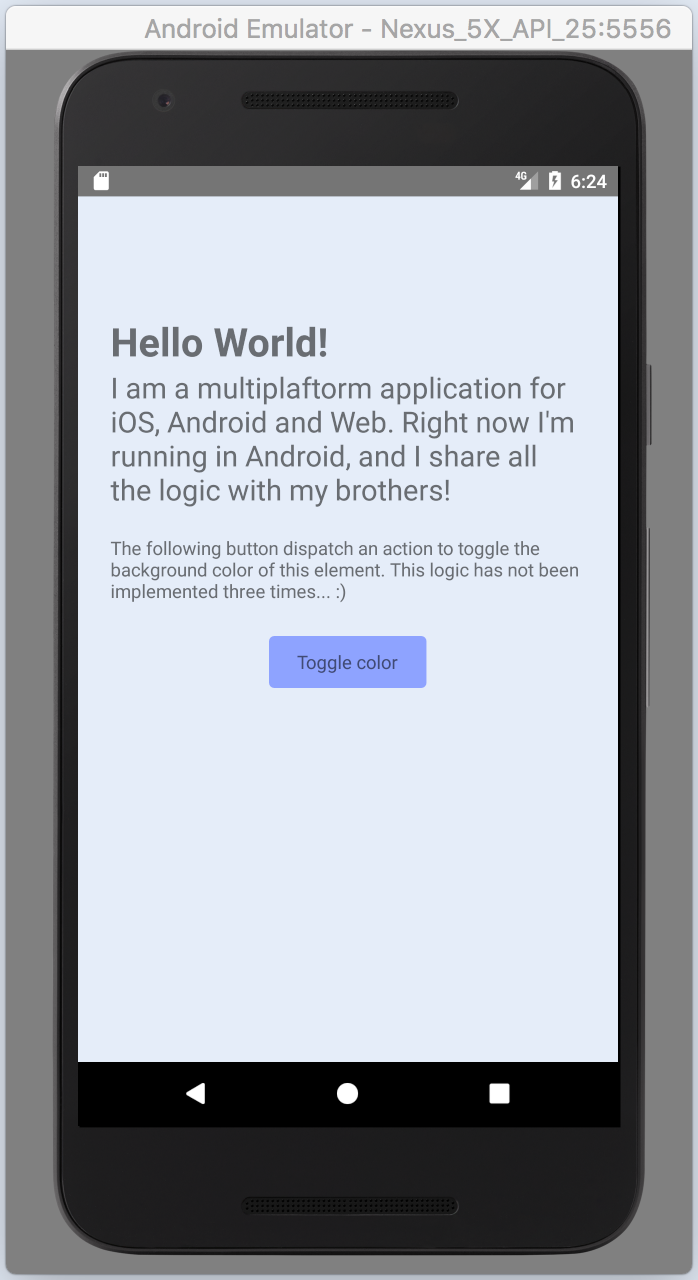 Android Emulator - Nexus_5X_API_25:5556
4G 6:24
Hello World!
I am a multiplaftorm application for
iOS, Android and Web. Right now I'm
running in Android, and I share all
the logic with my brothers!
The following button dispatch an action to toggle the
background color of this element. This logic has not been
implemented three times... :)
Toggle color